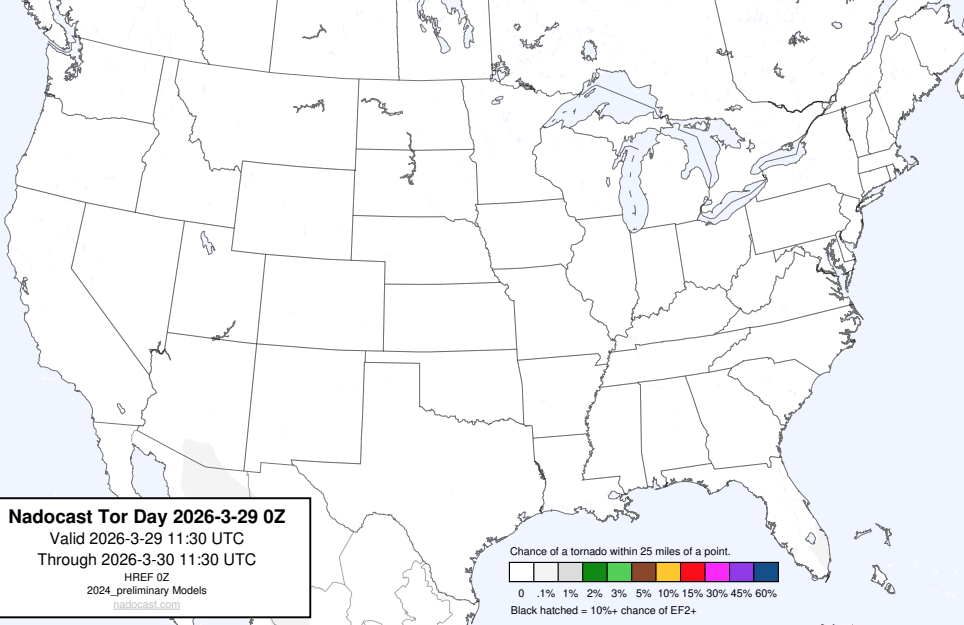 Nadocast Tor Day 2026-3-29 0Z
Valid 2026-3-29 11:30 UTC
Through 2026-3-30 11:30 UTC
HREF 0Z
2024_preliminary Models
nadocast.com
Chance of a tornado within 25 miles of a point.
0 .1% 1% 2% 3% 5% 10% 15% 30% 45% 60%
Black hatched = 10%+ chance of EF2+